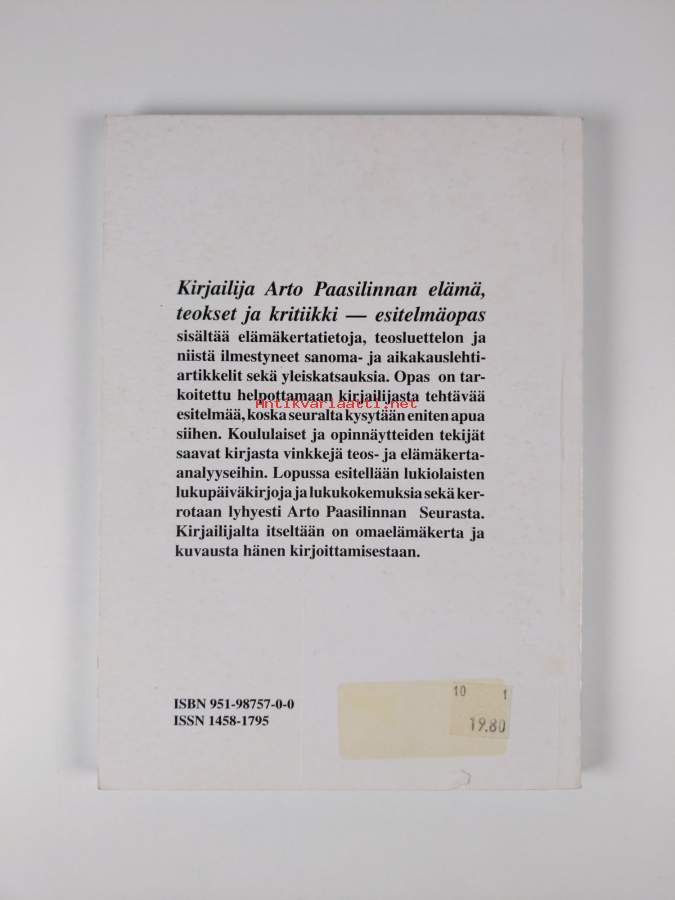 Kirjailija Arto Paasilinnan elämä,
teokset ja kritiikki — esitelmäopas
sisältää elämäkertatietoja, teosluettelon ja
niistä ilmestyneet sanoma- ja aikakauslehti-
artikkelit sekä yleiskatsauksia. Opas on tar-
koitettu helpottamaan kirjailijasta tehtävää
Antikvariaatti.net
esitelmää, koska seuralta kysytään eniten apua
siihen. Koululaiset ja opinnäytteiden tekijät
saavat kirjasta vinkkejä teos- ja elämäkerta-
analyyseihin. Lopussa esitellään lukiolaisten
lukupäiväkirjoja ja lukukokemuksia sekä ker-
rotaan lyhyesti Arto Paasilinnan Seurasta.
Kirjailijalta itseltään on omaelämäkerta ja
kuvausta hänen kirjoittamisestaan.
ISBN 951-98757-0-0
ISSN 1458-1795
10 1
19.80